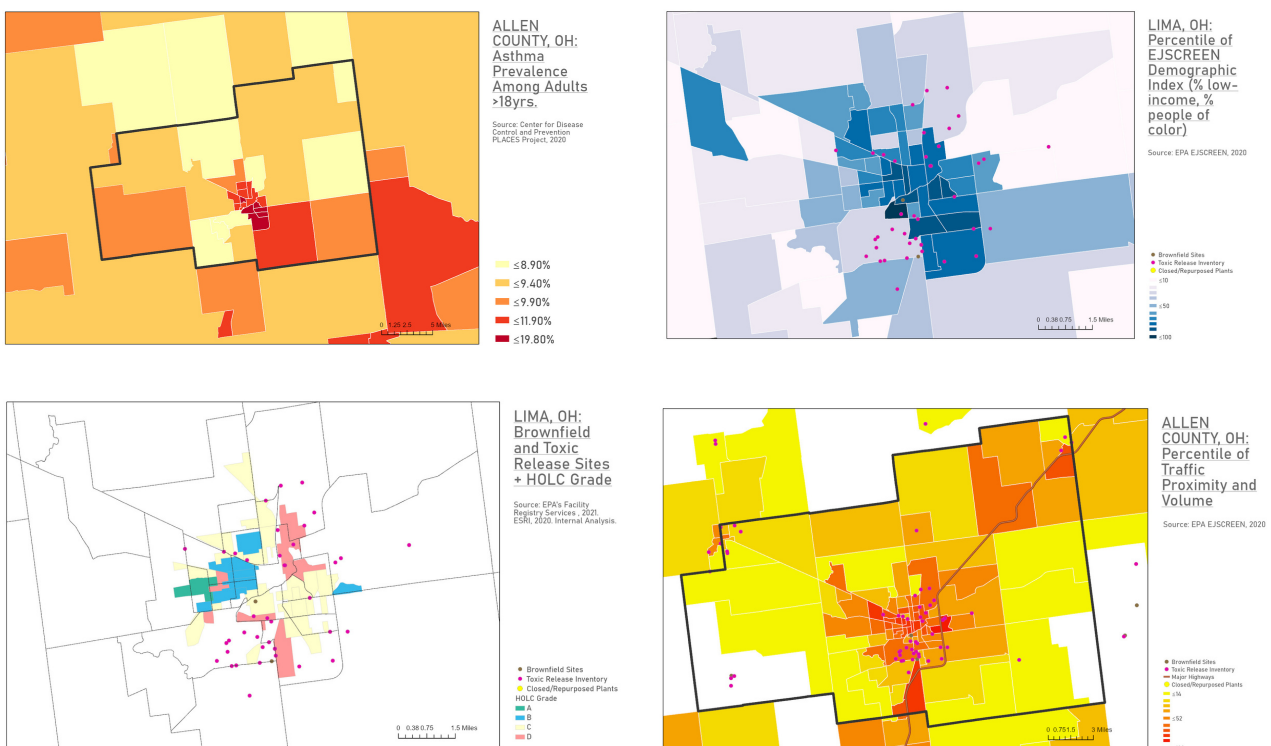 ALLEN
COUNTY, OH:
Asthma
Prevalence
Among Adults
>18yrs.
Source: Center for Disease
Control and Prevention
PLACES Project, 2020
≤8.90%
≤9.40%
≤9.90%
≤11.90%
≤19.80%
0 1.25 2.5 5 Miles
LIMA, OH:
Percentile of
EJSCREEN
Demographic
Index (% low-
income, %
people of
color)
Source: EPA EJSCREEN, 2020
Brownfield Sites
Toxic Release Inventory
Closed/Repurposed Plants
≤10
≤50
≤100
0 0.38 0.75 1.5 Miles
LIMA, OH:
Brownfield
and Toxic
Release Sites
+ HOLC Grade
Source: EPA's Facility
Registry Services , 2021.
ESRI, 2020. Internal Analysis.
Brownfield Sites
Toxic Release Inventory
Closed/Repurposed Plants
HOLC Grade
A
B
C
D
0 0.38 0.75 1.5 Miles
ALLEN
COUNTY, OH:
Percentile of
Traffic
Proximity and
Volume
Source: EPA EJSCREEN, 2020
Brownfield Sites
Toxic Release Inventory
Major Highways
Closed/Repurposed Plants
≤14
≤52
0 0.75 1.5 3 Miles